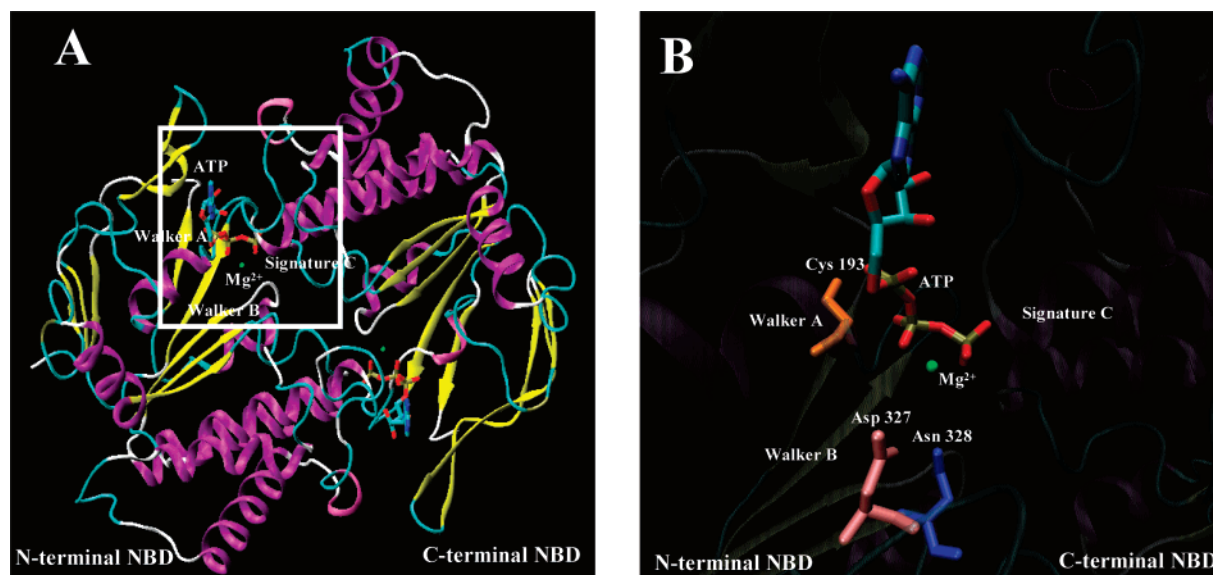 A
ATP
Walker A
Mg²⁺
Signature C
Walker B
N-terminal NBD
C-terminal NBD
B
Cys 193
ATP
Walker A
Signature C
Mg²⁺
Asp 327
Asn 328
Walker B
N-terminal NBD
C-terminal NBD